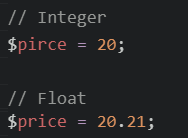 // Integer
$pirce = 20;
// Float
$price = 20.21;